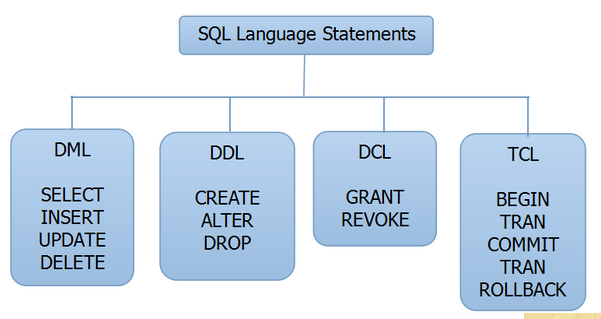 SQL Language Statements
DML
SELECT
INSERT
UPDATE
DELETE
DDL
CREATE
ALTER
DROP
DCL
GRANT
REVOKE
TCL
BEGIN
TRAN
COMMIT
TRAN
ROLLBACK